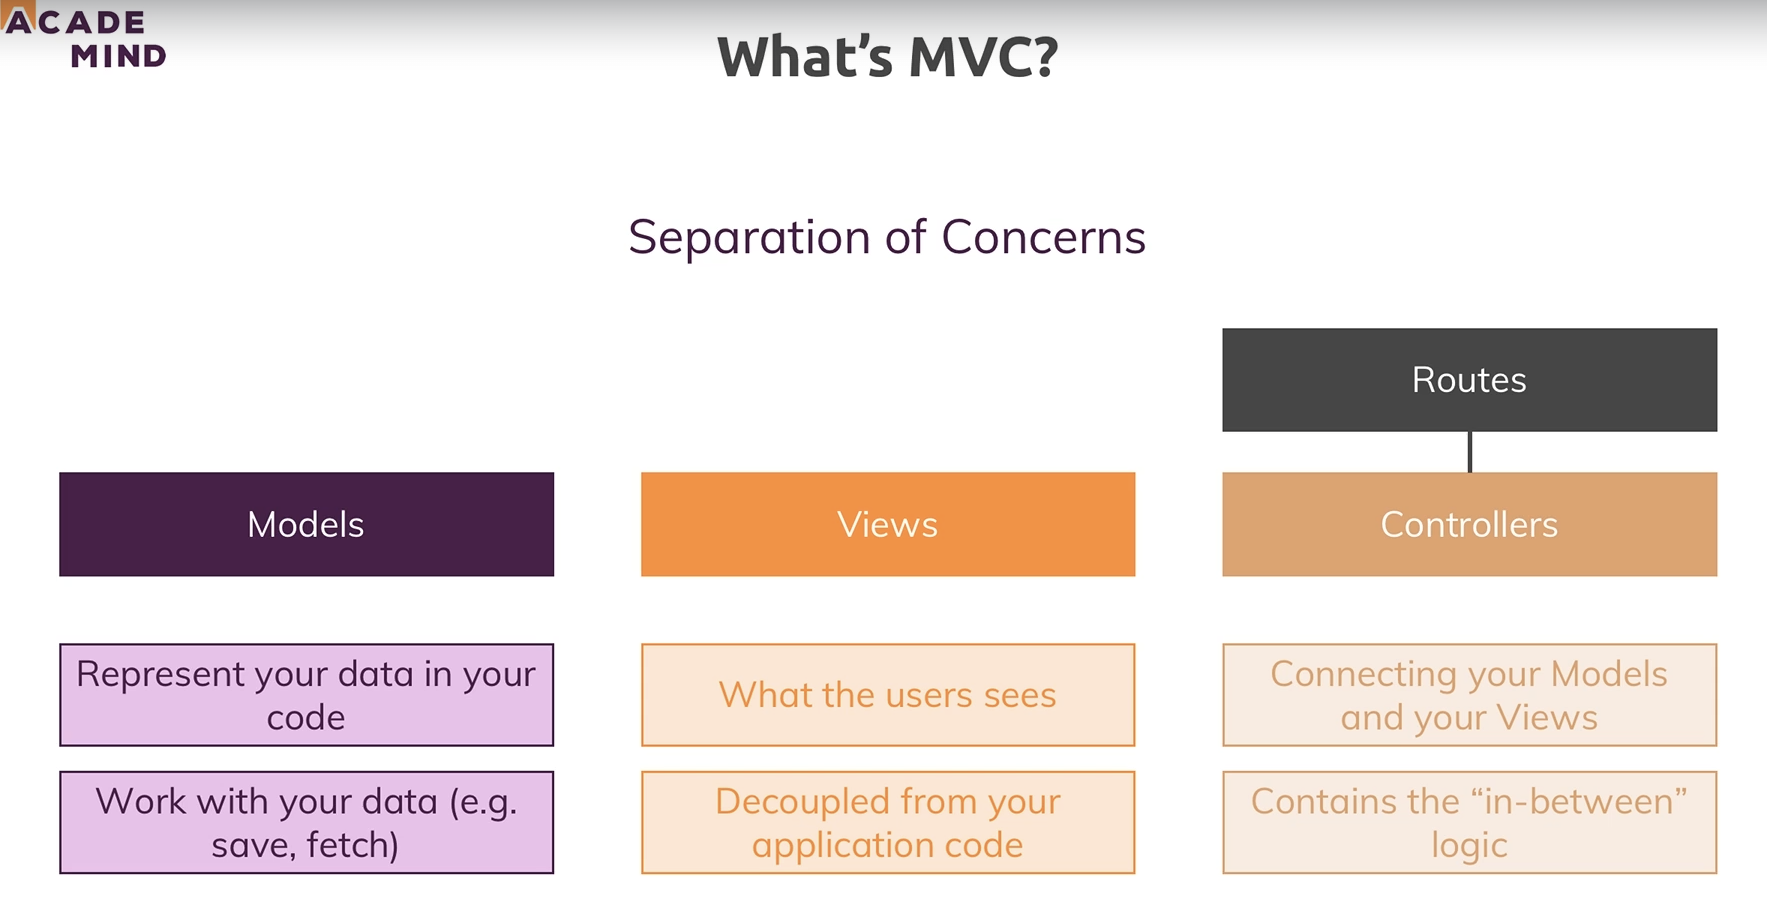 ACADE
MIND
What’s MVC?
Separation of Concerns
Routes
Models
Views
Controllers
Represent your data in your
code
What the users sees
Connecting your Models
and your Views
Work with your data (e.g.
save, fetch)
Decoupled from your
application code
Contains the “in-between”
logic